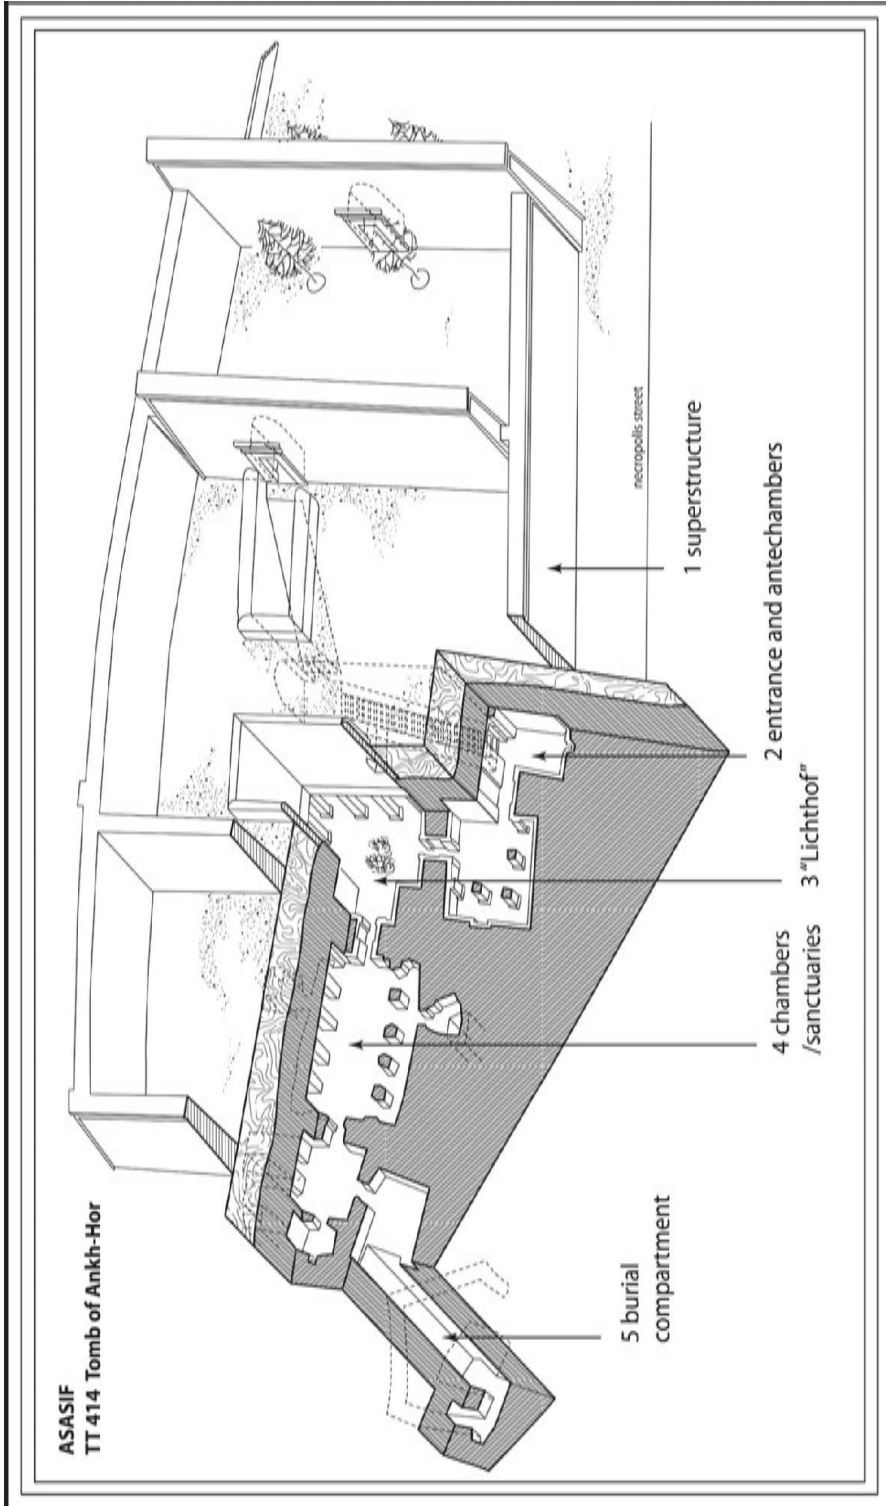 ASASIF
TT 414 Tomb of Ankh-Hor
5 burial
compartment
4 chambers
/sanctuaries
3 "Lichthof"
2 entrance and antechambers
1 superstructure
necropolis street